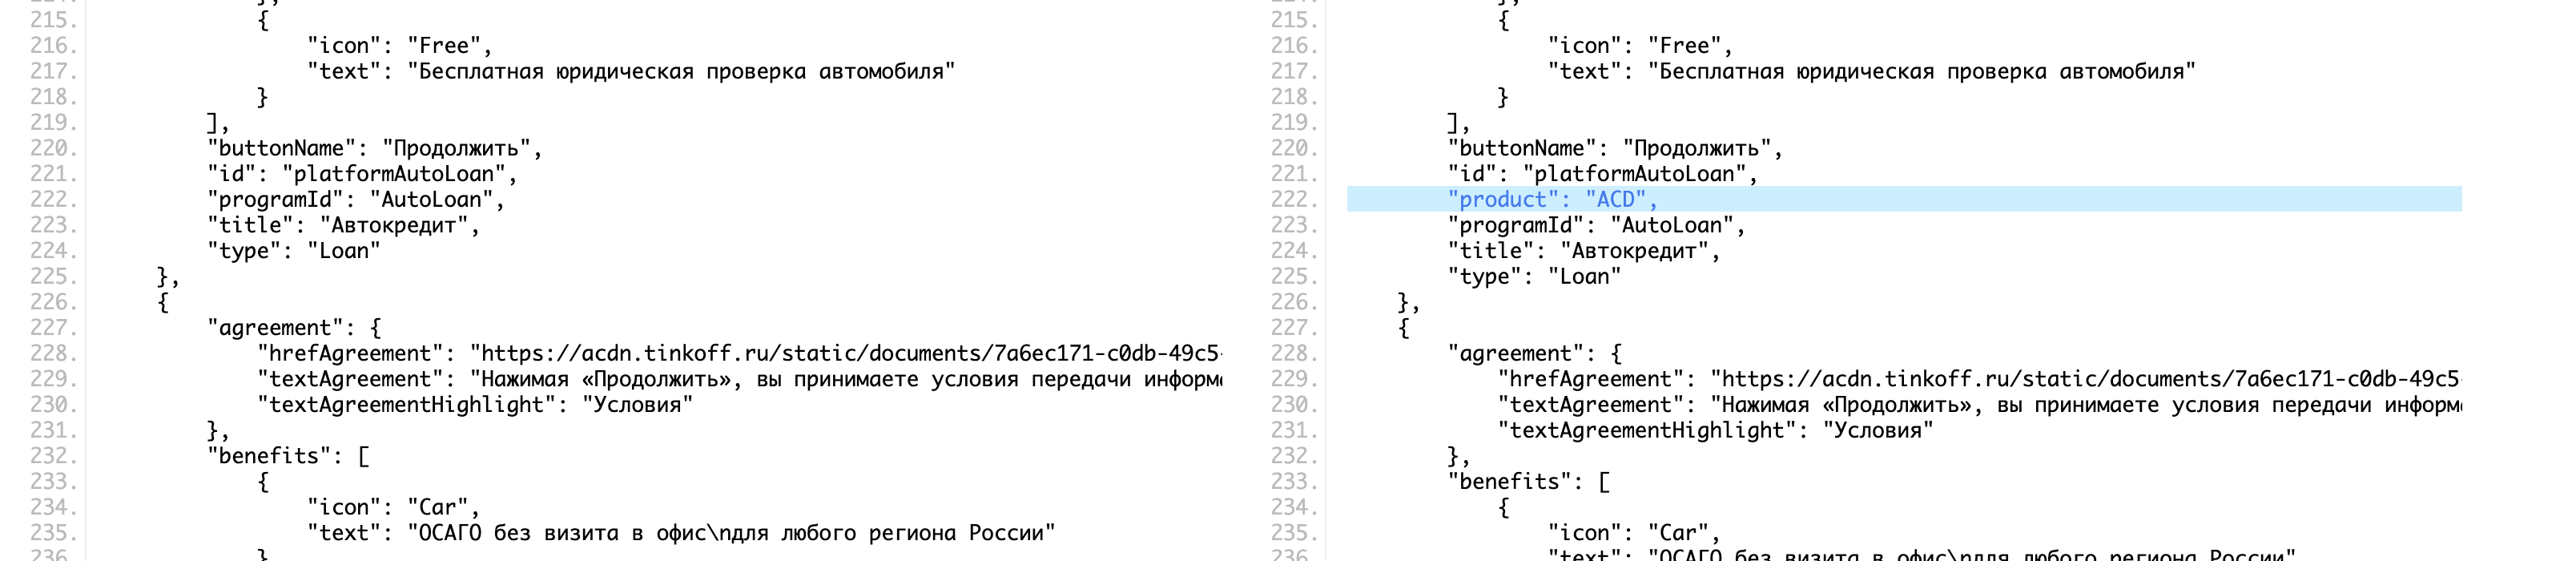 215. {
216. "icon": "Free",
217. "text": "Бесплатная юридическая проверка автомобиля"
218. }
219. ],
220. "buttonName": "Продолжить",
221. "id": "platformAutoLoan",
222. "programId": "AutoLoan",
223. "title": "Автокредит",
224. "type": "Loan"
225. },
226. {
227. "agreement": {
228. "hrefAgreement": "https://acdn.tinkoff.ru/static/documents/7a6ec171-c0db-49c5-
229. "textAgreement": "Нажимая «Продолжить», вы принимаете условия передачи информ
230. "textAgreementHighlight": "Условия"
231. },
232. "benefits": [
233. {
234. "icon": "Car",
235. "text": "ОСАГО без визита в офис\nдля любого региона России"
236. }
215. {
216. "icon": "Free",
217. "text": "Бесплатная юридическая проверка автомобиля"
218. }
219. ],
220. "buttonName": "Продолжить",
221. "id": "platformAutoLoan",
222. "product": "ACD",
223. "programId": "AutoLoan",
224. "title": "Автокредит",
225. "type": "Loan"
226. },
227. {
228. "agreement": {
229. "hrefAgreement": "https://acdn.tinkoff.ru/static/documents/7a6ec171-c0db-49c5-
230. "textAgreement": "Нажимая «Продолжить», вы принимаете условия передачи информ
231. "textAgreementHighlight": "Условия"
232. },
233. "benefits": [
234. {
235. "icon": "Car",
236. "text": "ОСАГО без визита в офис\nдля любого региона России"